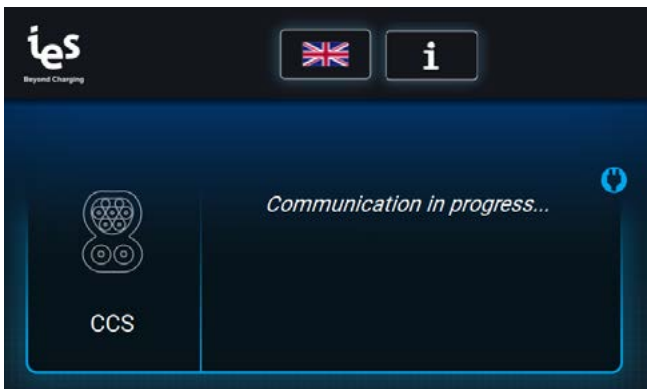 ies
Beyond Charging
i
Communication in progress...
CCS